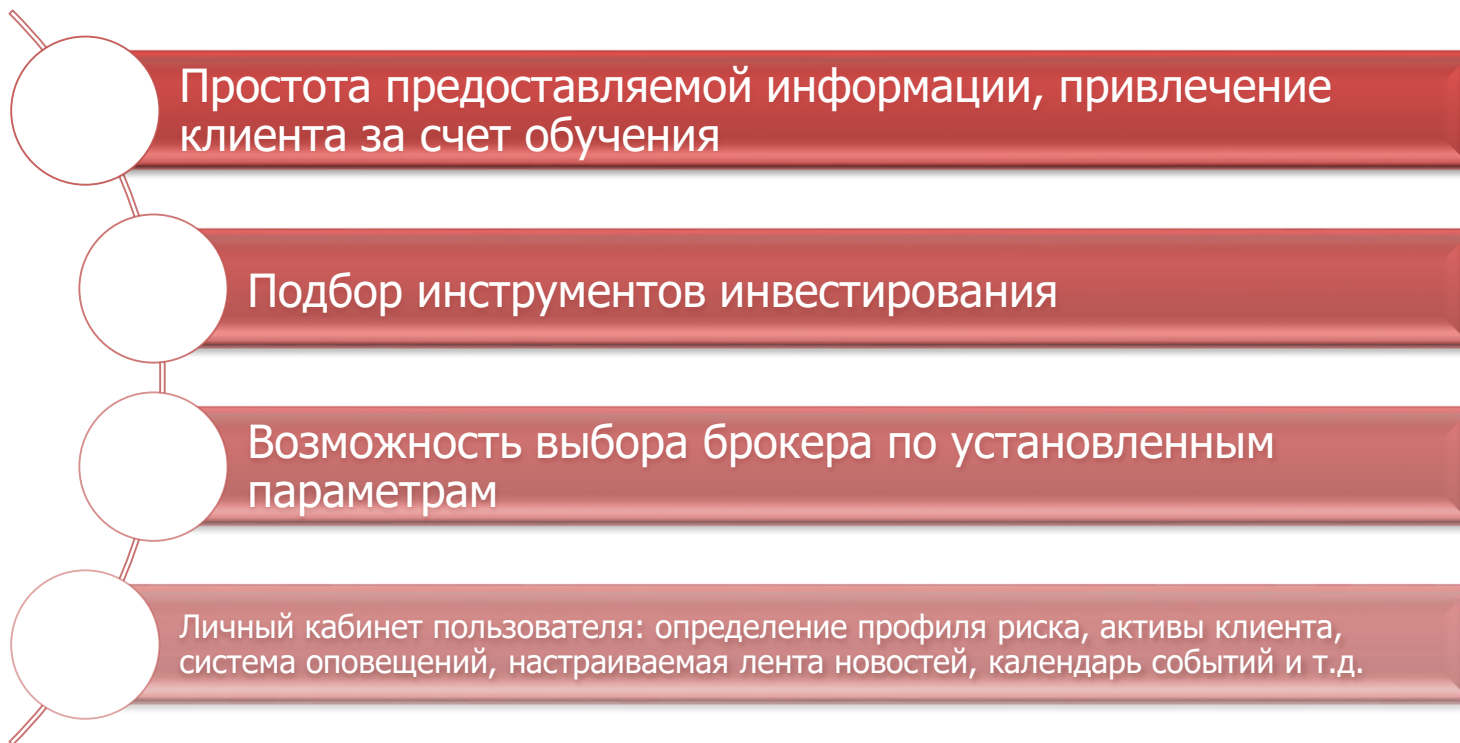 Простота предоставляемой информации, привлечение
клиента за счет обучения
Подбор инструментов инвестирования
Возможность выбора брокера по установленным
параметрам
Личный кабинет пользователя: определение профиля риска, активы клиента,
система оповещений, настраиваемая лента новостей, календарь событий и т.д.